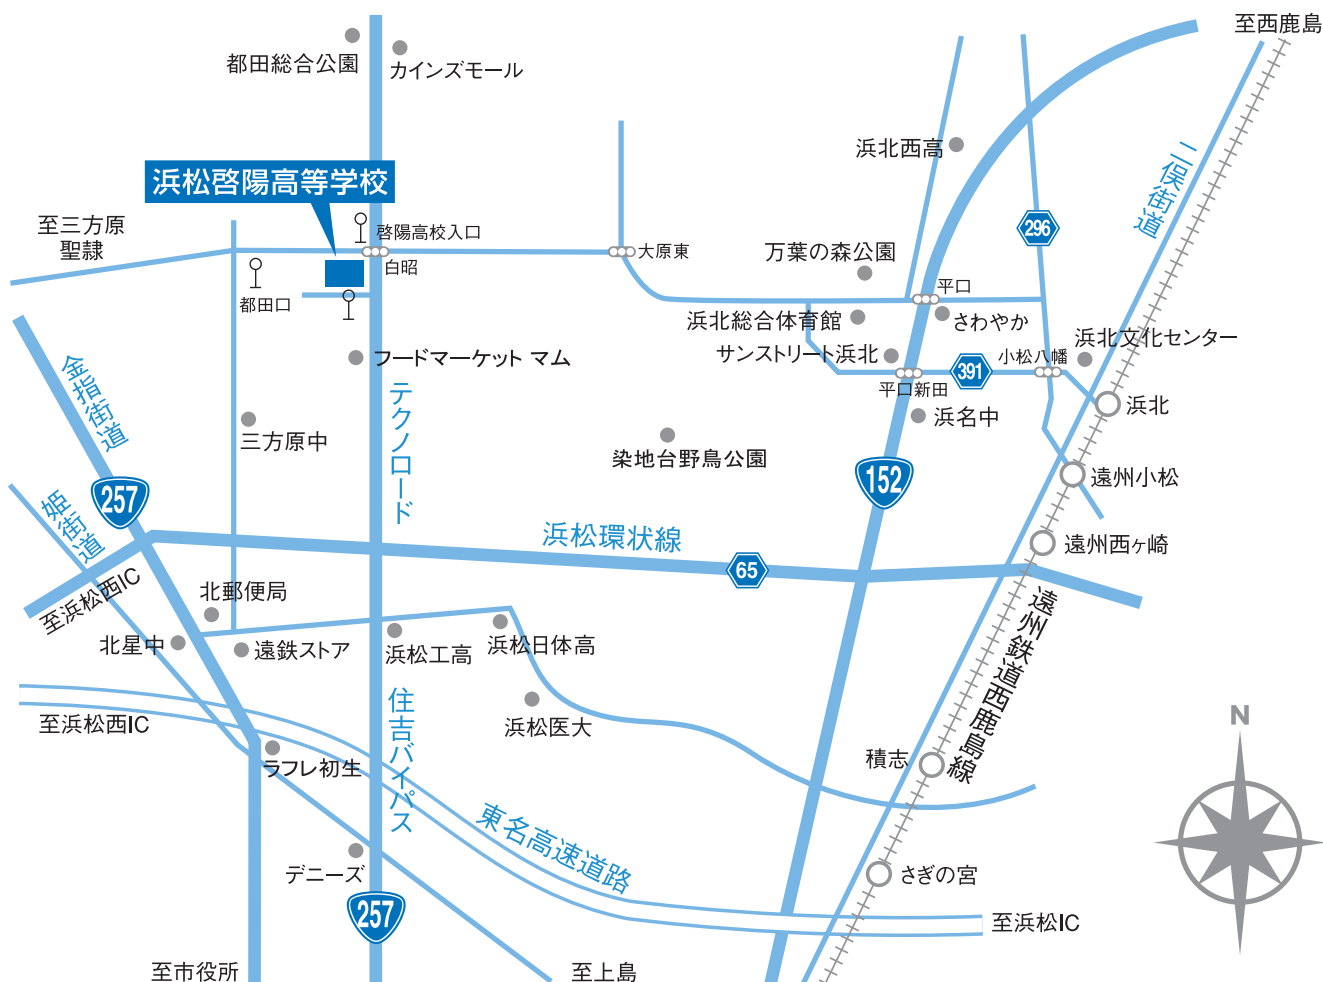 至西鹿島
都田総合公園
カインズモール
浜北西高
二俣街道
浜松啓陽高等学校
至三方原
聖隷
啓陽高校入口
296
白昭
大原東
万葉の森公園
都田口
平口
浜北総合体育館
さわやか
浜北文化センター
サンストリート浜北
小松八幡
391
フードマーケット マム
金指街道
テクノロード
平口新田
浜北
浜名中
三方原中
染地台野鳥公園
257
152
遠州小松
姫街道
浜松環状線
遠州西ヶ崎
65
至浜松西IC
北郵便局
遠州鉄道西鹿島線
北星中
遠鉄ストア
浜松工高
浜松日体高
住吉バイパス
至浜松西IC
浜松医大
N
積志
ラフレ初生
東名高速道路
デニーズ
さぎの宮
257
至浜松IC
至市役所
至上島